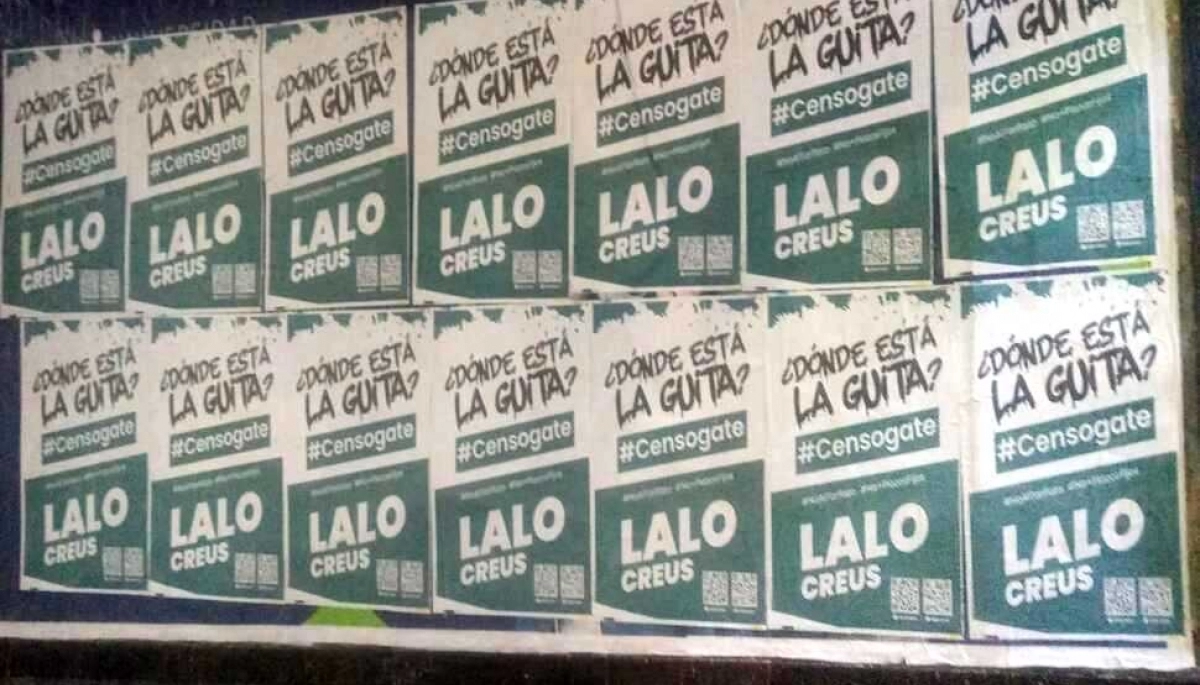 ¿DÓNDE ESTÁ
LA GUITA?
#Censogate
LALO
CREUS
¿DÓNDE ESTÁ
LA GUITA?
#Censogate
LALO
CREUS
¿DÓNDE ESTÁ
LA GUITA?
#Censogate
LALO
CREUS
¿DÓNDE ESTÁ
LA GUITA?
#Censogate
LALO
CREUS
¿DÓNDE ESTÁ
LA GUITA?
#Censogate
LALO
CREUS
¿DÓNDE ESTÁ
LA GUITA?
#Censogate
LALO
CREUS
¿DÓNDE ESTÁ
LA GUITA?
#Censogate
LALO
CREUS
¿DÓNDE ESTÁ
LA GUITA?
#Censogate
LALO
CREUS
¿DÓNDE ESTÁ
LA GUITA?
#Censogate
LALO
CREUS
¿DÓNDE ESTÁ
LA GUITA?
#Censogate
LALO
CREUS
¿DÓNDE ESTÁ
LA GUITA?
#Censogate
LALO
CREUS
¿DÓNDE ESTÁ
LA GUITA?
#Censogate
LALO
CREUS
¿DÓNDE ESTÁ
LA GUITA?
#Censogate
LALO
CREUS
¿DÓNDE ESTÁ
LA GUITA?
#Censogate
LALO
CREUS